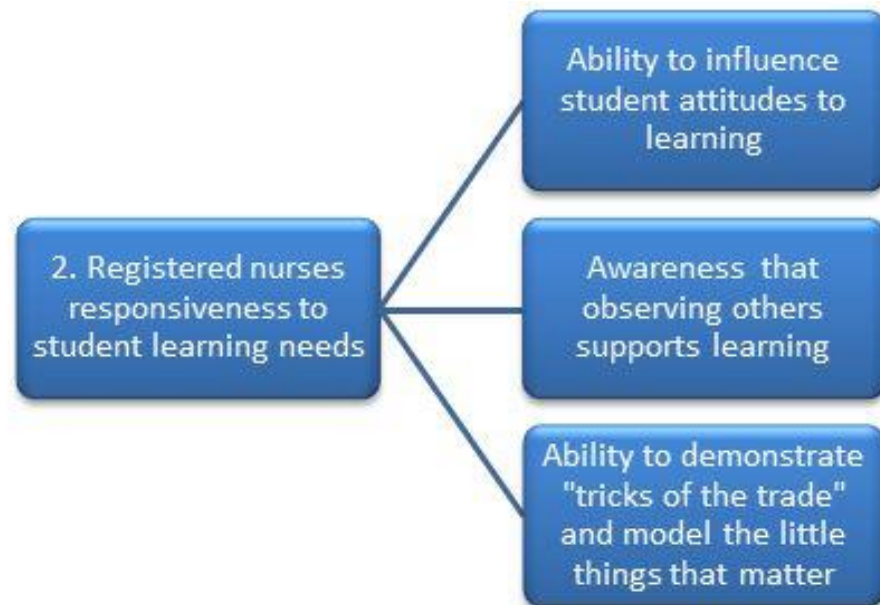 2. Registered nurses
responsiveness to
student learning needs
Ability to influence
student attitudes to
learning
Awareness that
observing others
supports learning
Ability to demonstrate
"tricks of the trade"
and model the little
things that matter